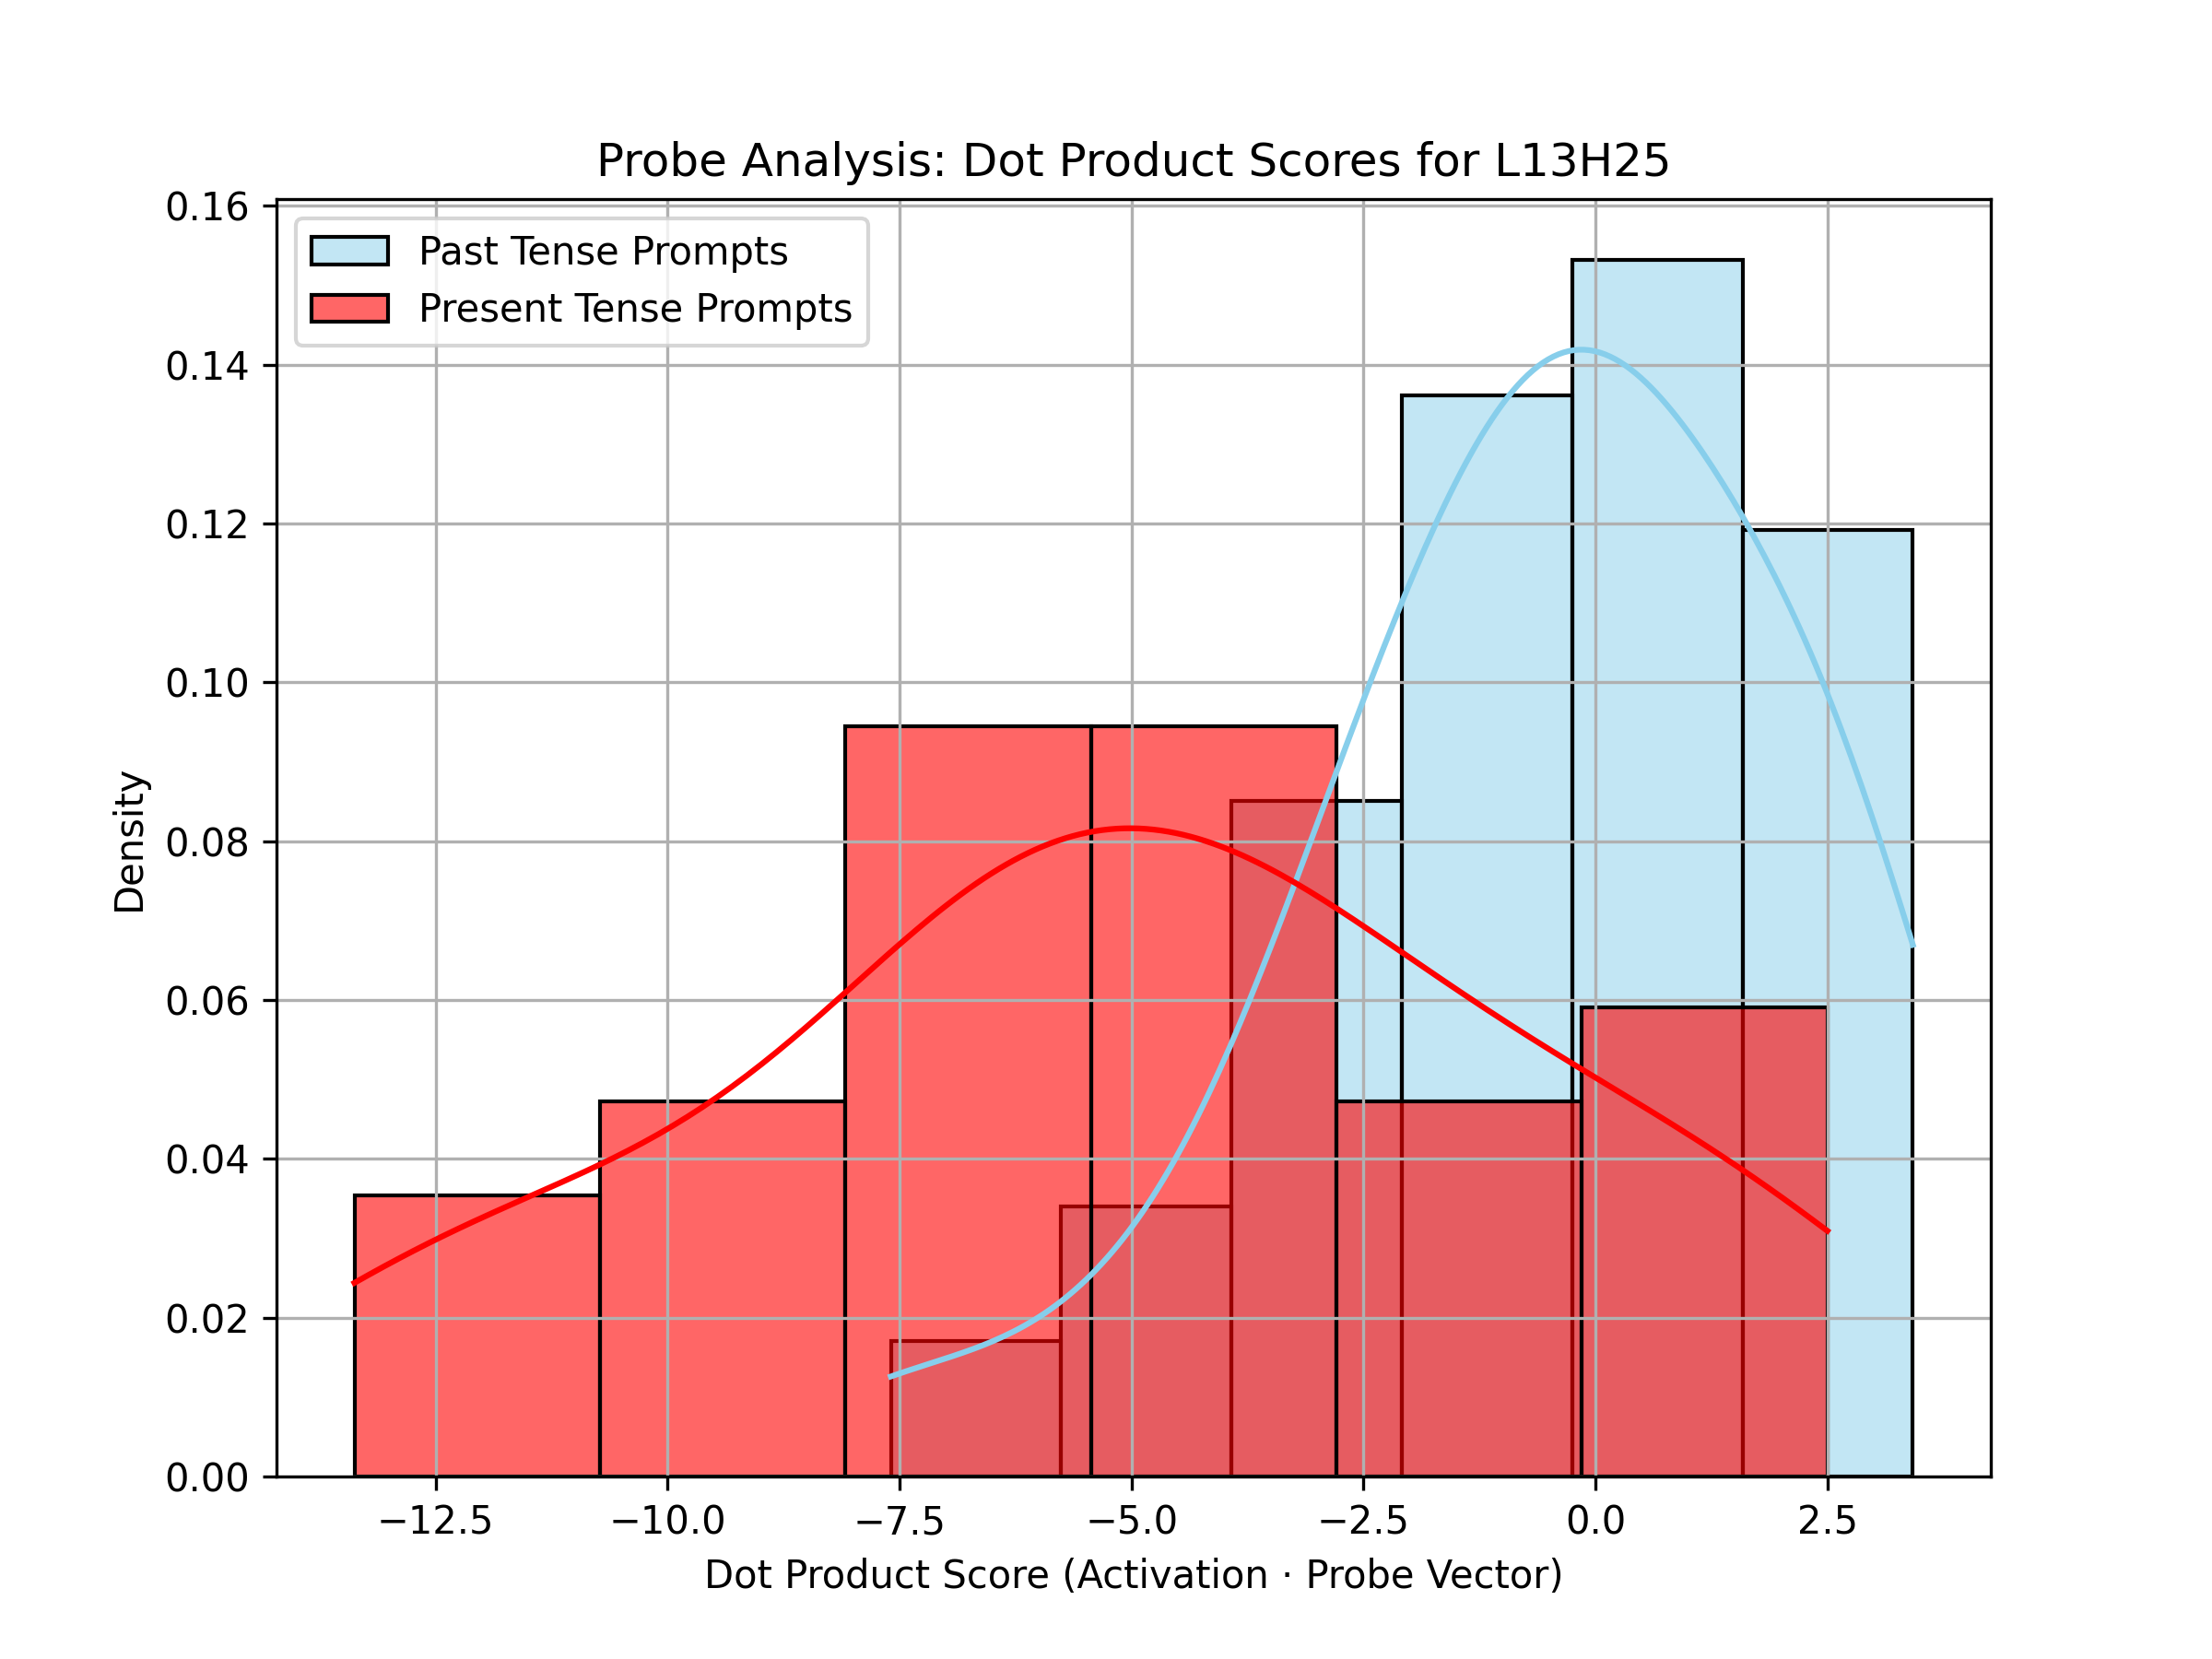 Probe Analysis: Dot Product Scores for L13H25
Past Tense Prompts
Present Tense Prompts
Density
0.16
0.14
0.12
0.10
0.08
0.06
0.04
0.02
0.00
−12.5 −10.0 −7.5 −5.0 −2.5 0.0 2.5
Dot Product Score (Activation · Probe Vector)